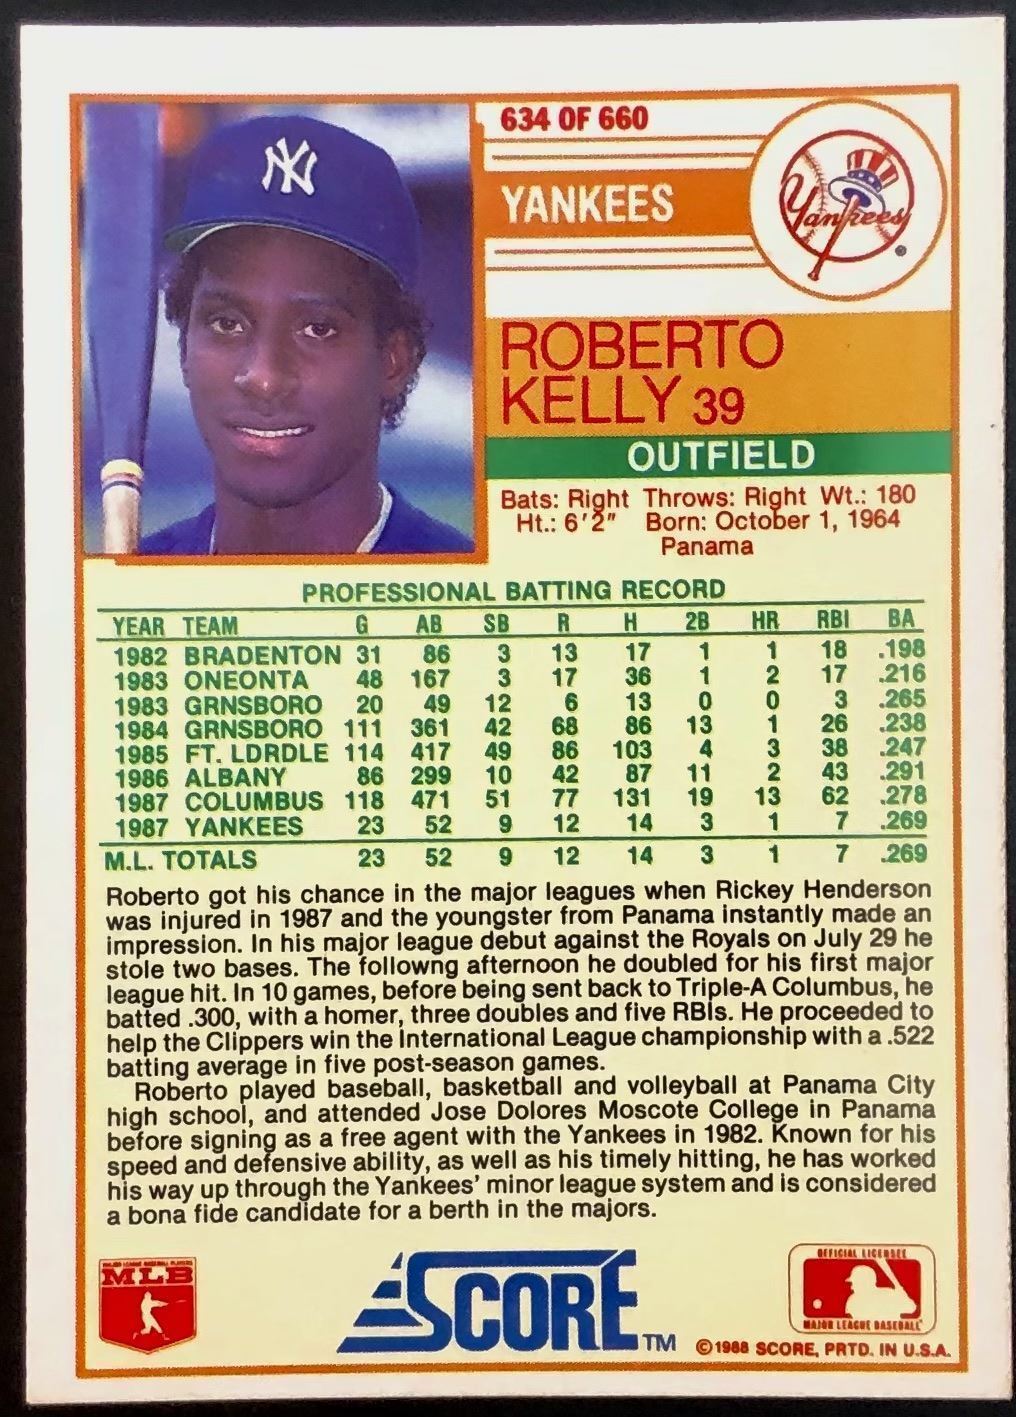 634 OF 660
YANKEES
Yankees
NY
ROBERTO
KELLY 39
OUTFIELD
Bats: Right Throws: Right Wt.: 180
Ht.: 6'2" Born: October 1, 1964
Panama
PROFESSIONAL BATTING RECORD
YEAR TEAM G AB SB R H 2B HR RBI BA
1982 BRADENTON 31 86 3 13 17 1 1 18 .198
1983 ONEONTA 48 167 3 17 36 1 2 17 .216
1983 GRNSBORO 20 49 12 6 13 0 0 3 .265
1984 GRNSBORO 111 361 42 68 86 13 1 26 .238
1985 FT. LDRDLE 114 417 49 86 103 4 3 38 .247
1986 ALBANY 86 299 10 42 87 11 2 43 .291
1987 COLUMBUS 118 471 51 77 131 19 13 62 .278
1987 YANKEES 23 52 9 12 14 3 1 7 .269
M.L. TOTALS 23 52 9 12 14 3 1 7 .269
Roberto got his chance in the major leagues when Rickey Henderson
was injured in 1987 and the youngster from Panama instantly made an
impression. In his major league debut against the Royals on July 29 he
stole two bases. The followng afternoon he doubled for his first major
league hit. In 10 games, before being sent back to Triple-A Columbus, he
batted .300, with a homer, three doubles and five RBIs. He proceeded to
help the Clippers win the International League championship with a .522
batting average in five post-season games.
Roberto played baseball, basketball and volleyball at Panama City
high school, and attended Jose Dolores Moscote College in Panama
before signing as a free agent with the Yankees in 1982. Known for his
speed and defensive ability, as well as his timely hitting, he has worked
his way up through the Yankees' minor league system and is considered
a bona fide candidate for a berth in the majors.
MAJOR LEAGUE BASEBALL PLAYERS
MLB
SCORE TM
OFFICIAL LICENSEE
MAJOR LEAGUE BASEBALL
©1988 SCORE, PRTD. IN U.S.A.